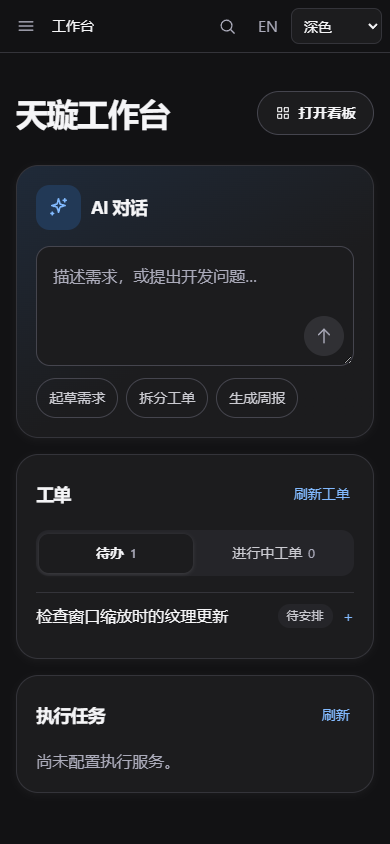 工作台
EN
深色
天璇工作台
打开看板
AI 对话
描述需求，或提出开发问题...
起草需求
拆分工单
生成周报
工单
刷新工单
待办 1
进行中工单 0
检查窗口缩放时的纹理更新
待安排
+
执行任务
刷新
尚未配置执行服务。